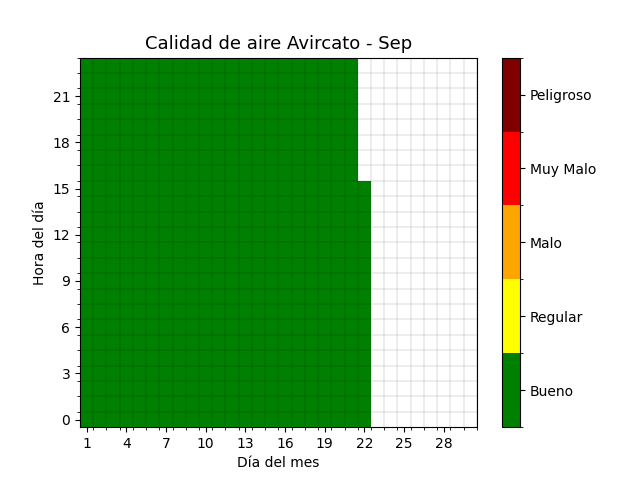 Calidad de aire Avircato - Sep
Hora del día
21
18
15
12
9
6
3
0
1 4 7 10 13 16 19 22 25 28
Día del mes
Peligroso
Muy Malo
Malo
Regular
Bueno